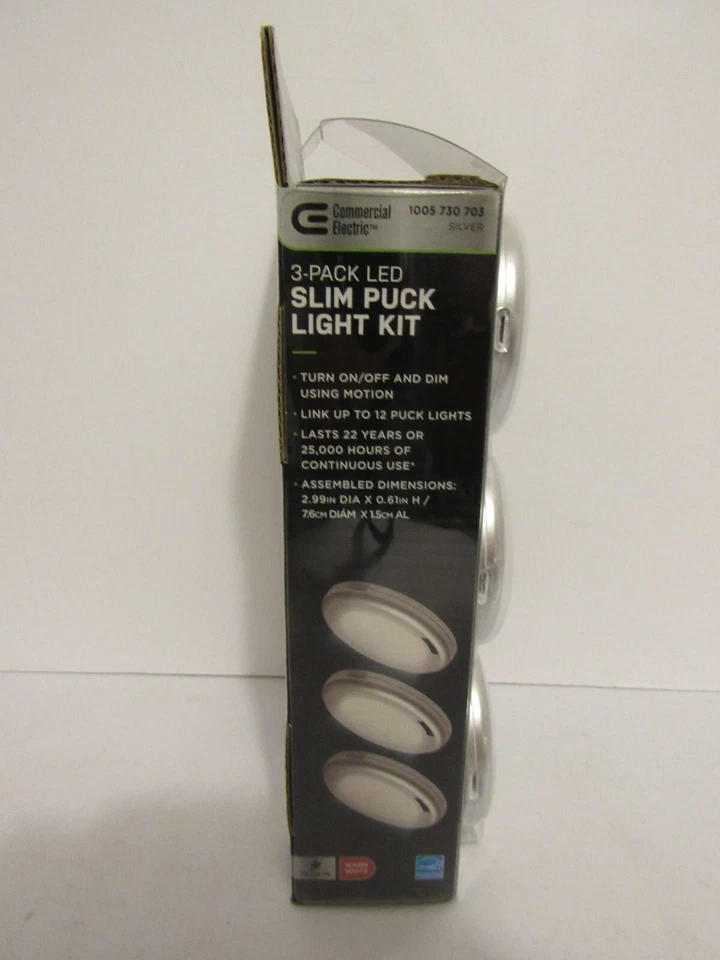 Commercial
Electric™
1005 730 703
SILVER
3-PACK LED
SLIM PUCK
LIGHT KIT
• TURN ON/OFF AND DIM
USING MOTION
• LINK UP TO 12 PUCK LIGHTS
• LASTS 22 YEARS OR
25,000 HOURS OF
CONTINUOUS USE*
• ASSEMBLED DIMENSIONS:
2.99IN DIA X 0.61IN H /
7.6CM DIÁM X 1.5CM AL
WARM
WHITE